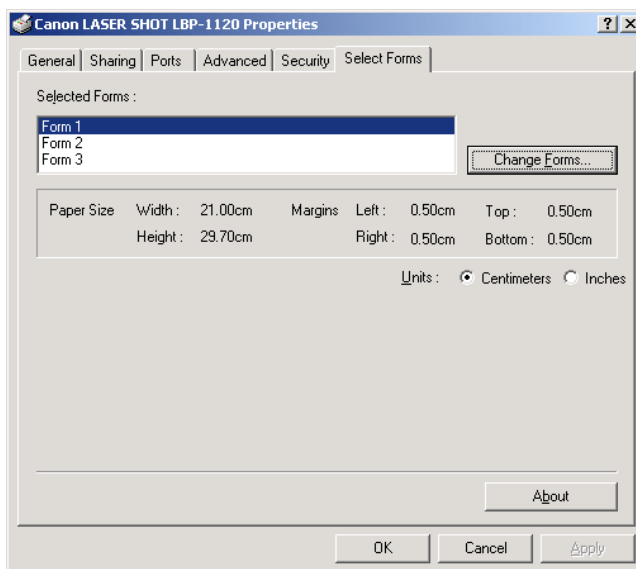 Canon LASER SHOT LBP-1120 Properties
General Sharing Ports Advanced Security Select Forms
Selected Forms :
Form 1
Form 2
Form 3
Change Forms...
Paper Size Width : 21.00cm Margins Left : 0.50cm Top : 0.50cm
Height : 29.70cm Right : 0.50cm Bottom : 0.50cm
Units : Centimeters Inches
About
OK Cancel Apply